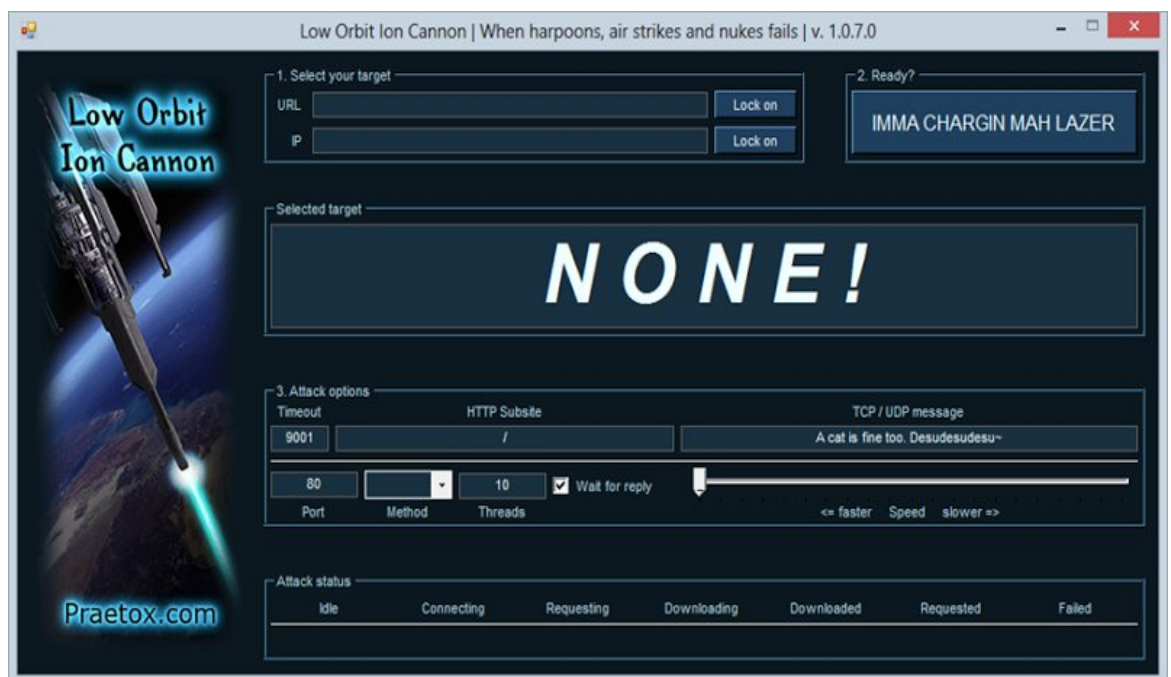 Low Orbit Ion Cannon | When harpoons, air strikes and nukes fails | v. 1.0.7.0
Low Orbit
Ion Cannon
1. Select your target
URL
Lock on
IP
Lock on
2. Ready?
IMMA CHARGIN MAH LAZER
Selected target
NONE!
3. Attack options
Timeout HTTP Subsite TCP / UDP message
9001 / A cat is fine too. Desudesudesu~
80 10 Wait for reply
Port Method Threads <= faster Speed slower =>
Attack status
Idle Connecting Requesting Downloading Downloaded Requested Failed
Praetox.com